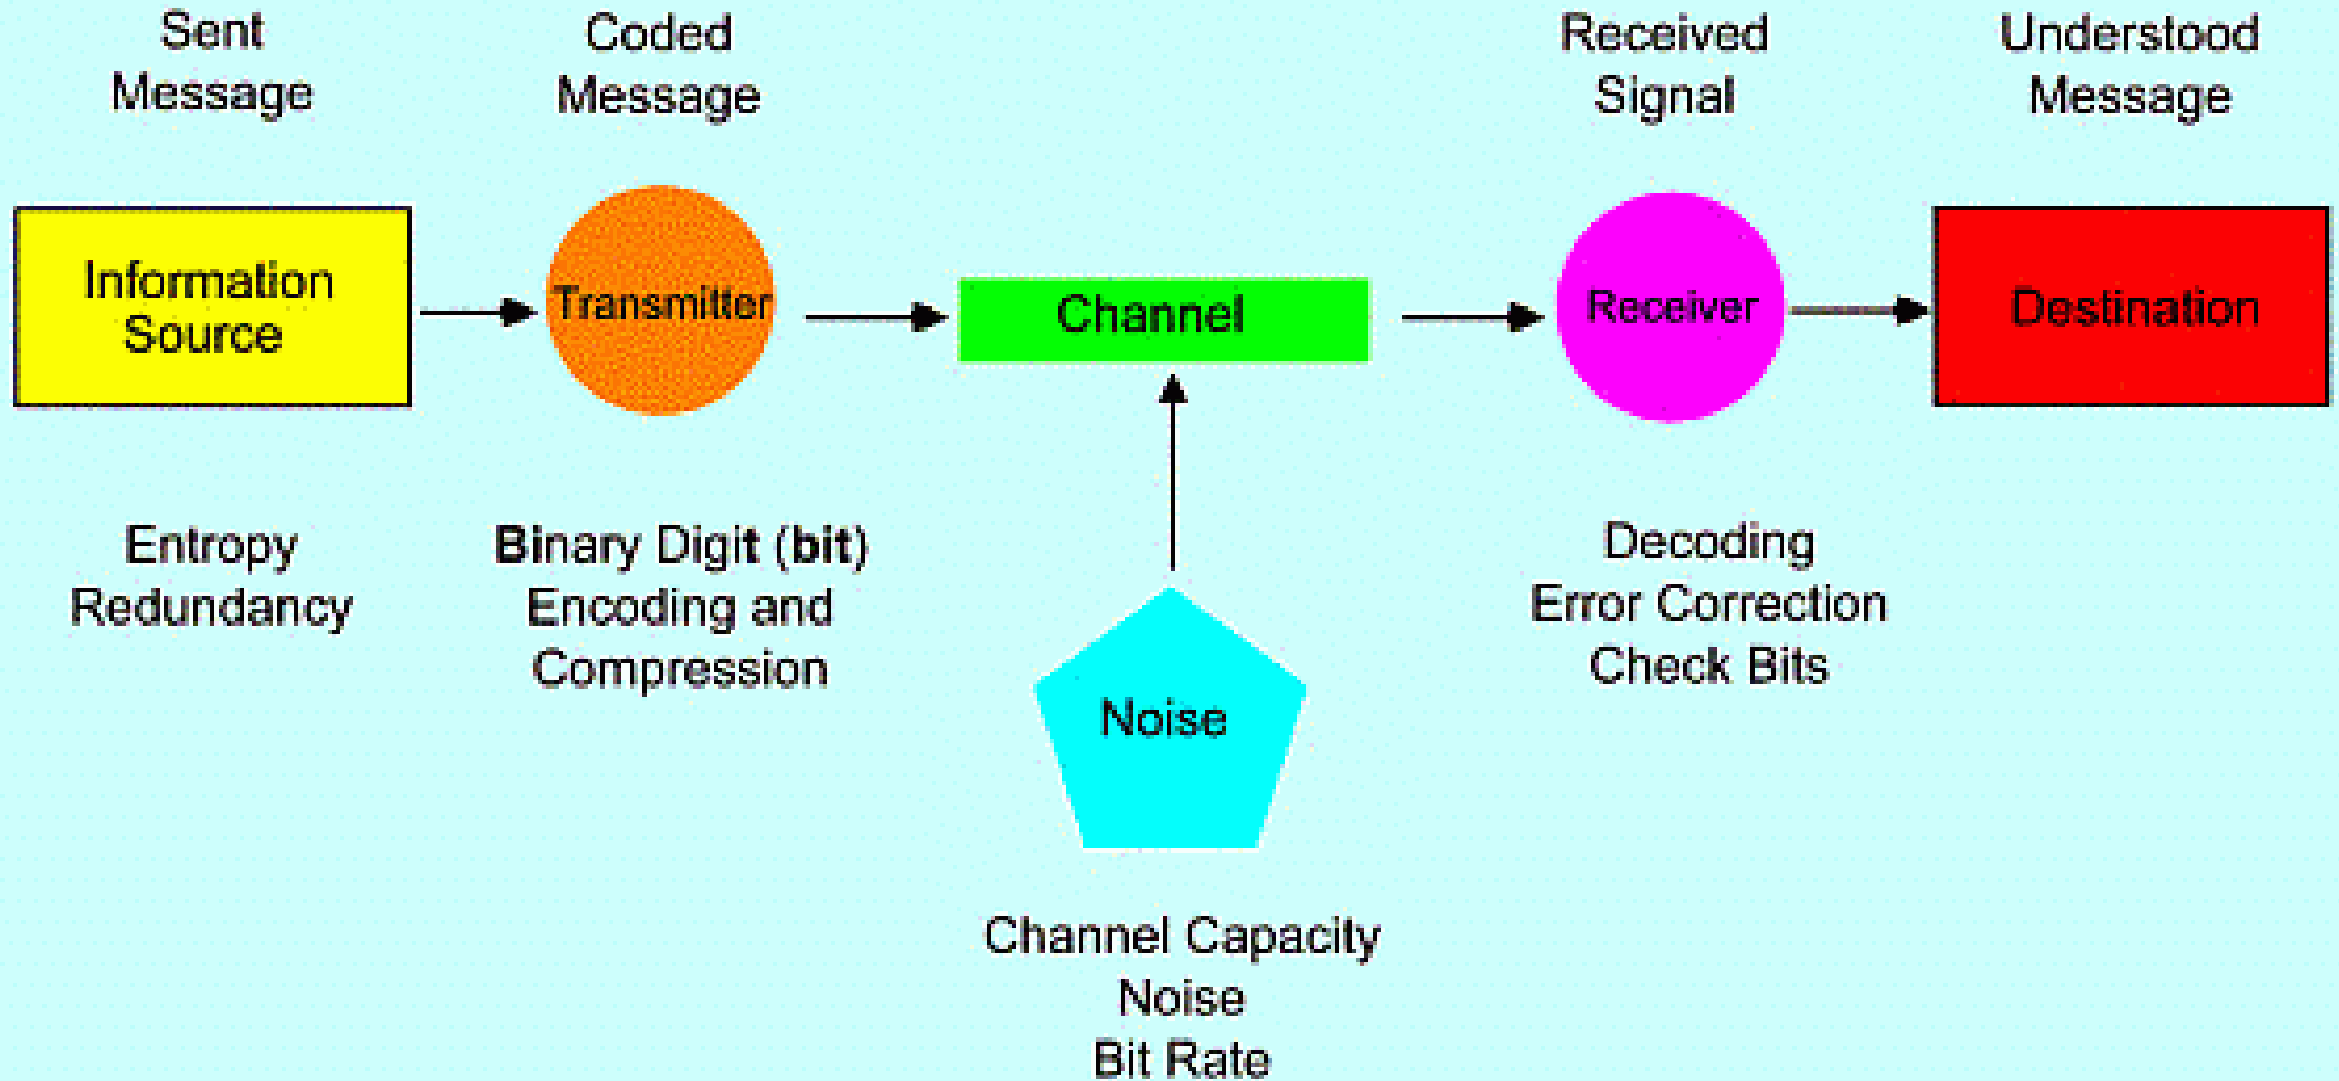 Sent
Message
Coded
Message
Received
Signal
Understood
Message
Information
Source
Transmitter
Channel
Receiver
Destination
Entropy
Redundancy
Binary Digit (bit)
Encoding and
Compression
Noise
Decoding
Error Correction
Check Bits
Channel Capacity
Noise
Bit Rate